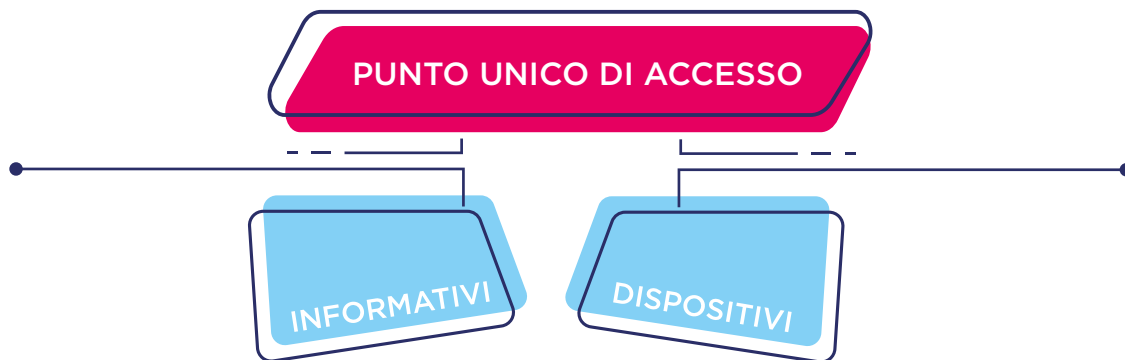 PUNTO UNICO DI ACCESSO
INFORMATIVI
DISPOSITIVI